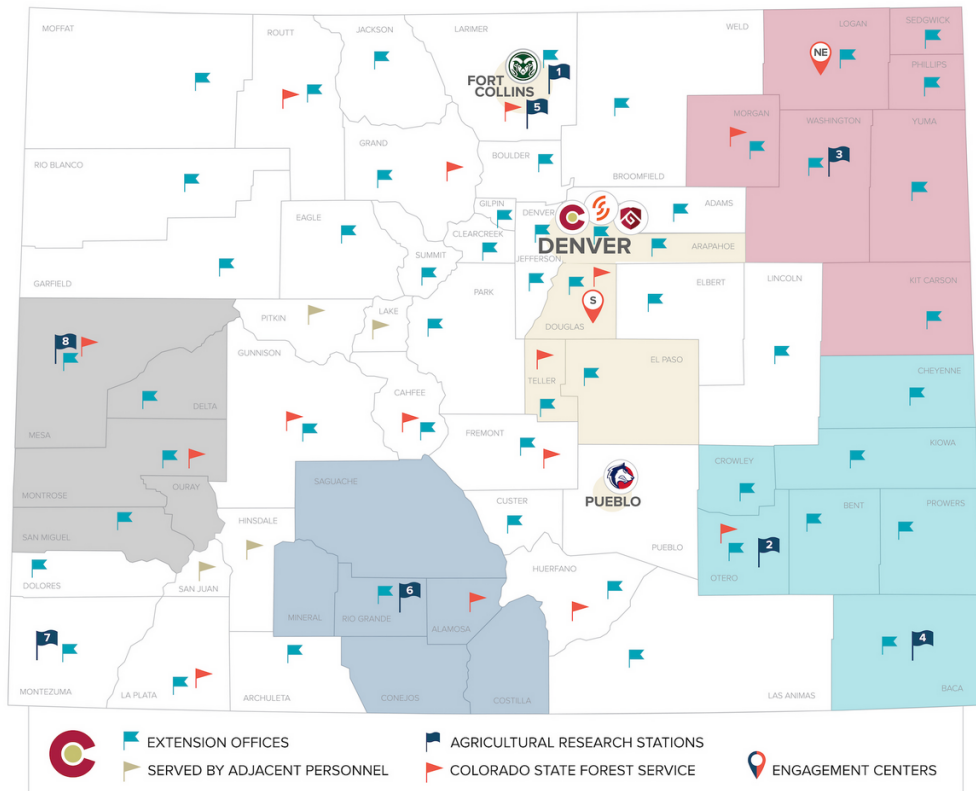 MOFFAT
ROUTT
JACKSON
LARIMER
WELD
LOGAN
SEDGWICK
NE
PHILLIPS
1
FORT
COLLINS
5
MORGAN
WASHINGTON
YUMA
3
GRAND
BOULDER
RIO BLANCO
BROOMFIELD
GILPIN
DENVER
ADAMS
EAGLE
CLEARCREEK
DENVER
ARAPAHOE
SUMMIT
JEFFERSON
GARFIELD
PARK
ELBERT
LINCOLN
KIT CARSON
S
PITKIN
LAKE
DOUGLAS
8
GUNNISON
EL PASO
TELLER
CHEYENNE
CAHFEE
DELTA
MESA
FREMONT
KIOWA
CROWLEY
SAGUACHE
PUEBLO
OURAY
MONTROSE
CUSTER
BENT
PROWERS
HINSDALE
SAN MIGUEL
PUEBLO
2
HUERFANO
OTERO
DOLORES
SAN JUAN
6
MINERAL
RIO GRANDE
ALAMOSA
7
4
MONTEZUMA
LA PLATA
ARCHULETA
CONEJOS
COSTILLA
LAS ANIMAS
BACA
EXTENSION OFFICES
AGRICULTURAL RESEARCH STATIONS
SERVED BY ADJACENT PERSONNEL
COLORADO STATE FOREST SERVICE
ENGAGEMENT CENTERS